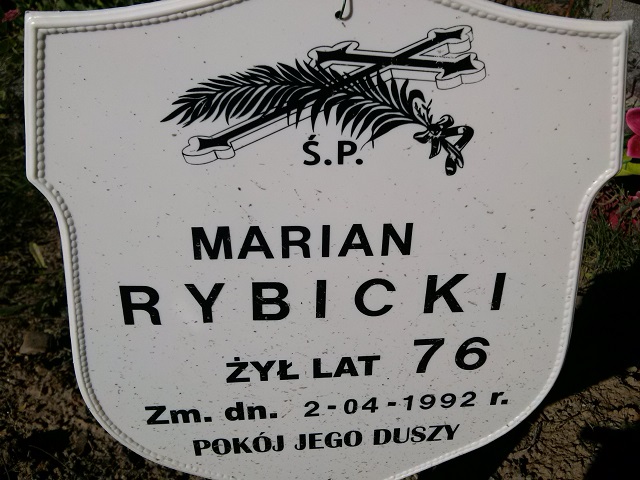 Ś.P.
MARIAN
RYBICKI
ŻYŁ LAT 76
Zm. dn. 2-04-1992 r.
POKÓJ JEGO DUSZY